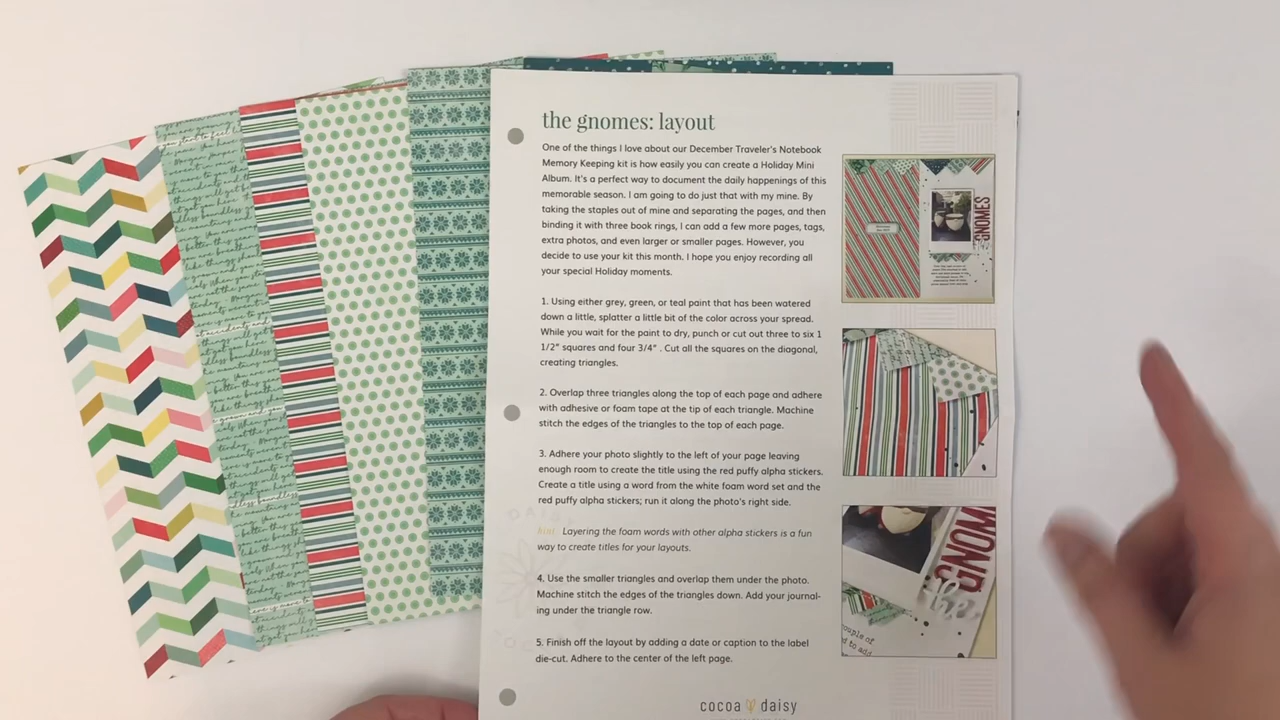 the gnomes: layout
One of the things I love about our December Traveler's Notebook
Memory Keeping kit is how easily you can create a Holiday Mini
Album. It's a perfect way to document the daily happenings of this
memorable season. I am going to do just that with my mine. By
taking the staples out of mine and separating the pages, and then
binding it with three book rings, I can add a few more pages, tags,
extra photos, and even larger or smaller pages. However, you
decide to use your kit this month. I hope you enjoy recording all
your special Holiday moments.
1. Using either grey, green, or teal paint that has been watered
down a little, splatter a little bit of the color across your spread.
While you wait for the paint to dry, punch or cut out three to six 1
1/2" squares and four 3/4" . Cut all the squares on the diagonal,
creating triangles.
2. Overlap three triangles along the top of each page and adhere
with adhesive or foam tape at the tip of each triangle. Machine
stitch the edges of the triangles to the top of each page.
3. Adhere your photo slightly to the left of your page leaving
enough room to create the title using the red puffy alpha stickers.
Create a title using a word from the white foam word set and the
red puffy alpha stickers; run it along the photo's right side.
hint: Layering the foam words with other alpha stickers is a fun
way to create titles for your layouts.
4. Use the smaller triangles and overlap them under the photo.
Machine stitch the edges of the triangles down. Add your journal-
ing under the triangle row.
5. Finish off the layout by adding a date or caption to the label
die-cut. Adhere to the center of the left page.
cocoa daisy
GNOMES
GNOM
the
couple of
to add